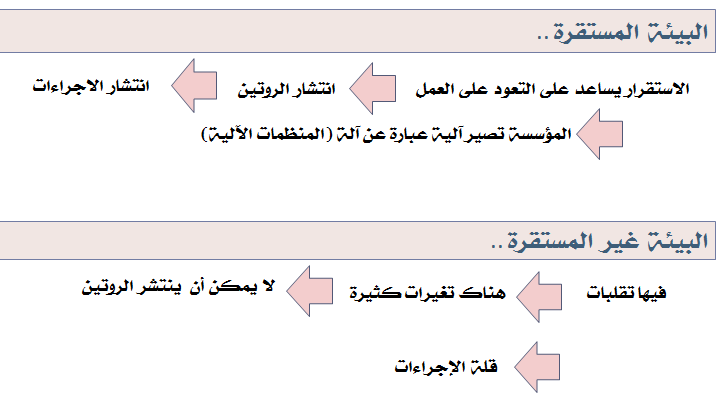 البيئة المستقرة ..
الاستقرار يساعد على التعود على العمل انتشار الروتين انتشار الاجراءات
المؤسسة تصير آلية عبارة عن آلة (المنظمات الآلية)
البيئة غير المستقرة ..
فيها تقلبات هناك تغيرات كثيرة لا يمكن أن ينتشر الروتين
قلة الإجراءات